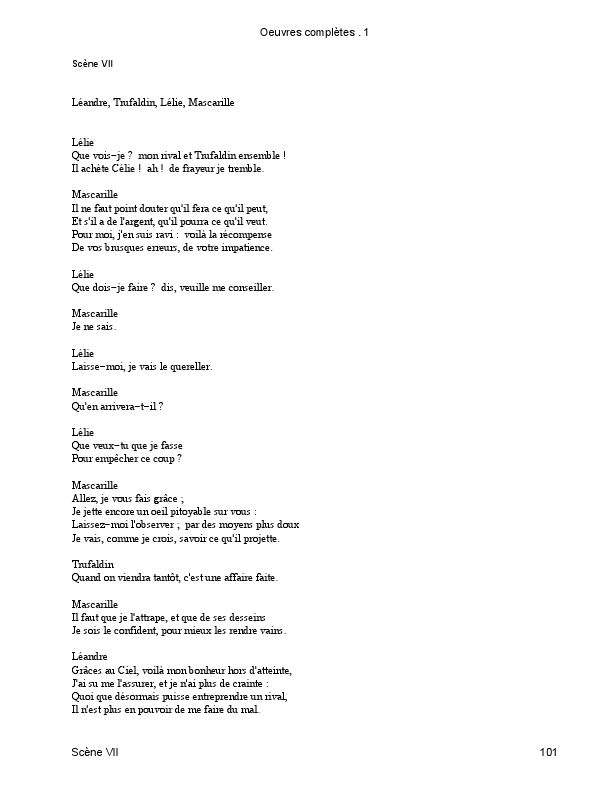 Oeuvres complètes . 1
Scène VII
Léandre, Trufaldin, Lélie, Mascarille
Lélie
Que vois−je ?  mon rival et Trufaldin ensemble !
Il achète Célie !  ah !  de frayeur je tremble.
Mascarille
Il ne faut point douter qu'il fera ce qu'il peut,
Et s'il a de l'argent, qu'il pourra ce qu'il veut.
Pour moi, j'en suis ravi :  voilà la récompense
De vos brusques erreurs, de votre impatience.
Lélie
Que dois−je faire ?  dis, veuille me conseiller.
Mascarille
Je ne sais.
Lélie
Laisse−moi, je vais le quereller.
Mascarille
Qu'en arrivera−t−il ?
Lélie
Que veux−tu que je fasse
Pour empêcher ce coup ?
Mascarille
Allez, je vous fais grâce ;
Je jette encore un oeil pitoyable sur vous :
Laissez−moi l'observer ;  par des moyens plus doux
Je vais, comme je crois, savoir ce qu'il projette.
Trufaldin
Quand on viendra tantôt, c'est une affaire faite.
Mascarille
Il faut que je l'attrape, et que de ses desseins
Je sois le confident, pour mieux les rendre vains.
Léandre
Grâces au Ciel, voilà mon bonheur hors d'atteinte,
J'ai su me l'assurer, et je n'ai plus de crainte :
Quoi que désormais puisse entreprendre un rival,
Il n'est plus en pouvoir de me faire du mal.
Scène VII 101